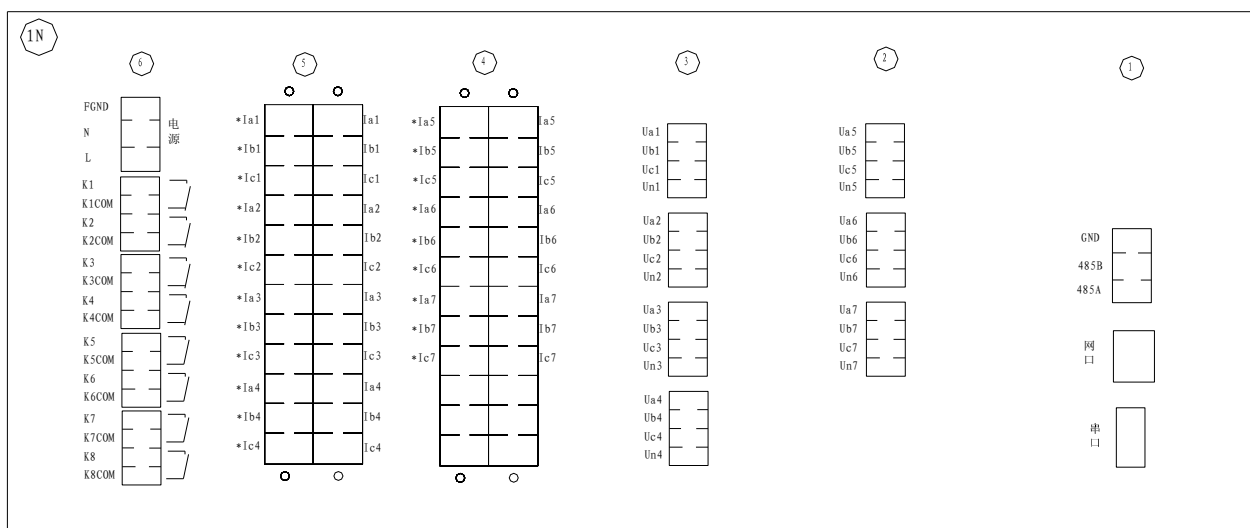 1N
6
FGND
N
L
电源
K1
K1COM
K2
K2COM
K3
K3COM
K4
K4COM
K5
K5COM
K6
K6COM
K7
K7COM
K8
K8COM
5
*Ia1 Ia1
*Ib1 Ib1
*Ic1 Ic1
*Ia2 Ia2
*Ib2 Ib2
*Ic2 Ic2
*Ia3 Ia3
*Ib3 Ib3
*Ic3 Ic3
*Ia4 Ia4
*Ib4 Ib4
*Ic4 Ic4
4
*Ia5 Ia5
*Ib5 Ib5
*Ic5 Ic5
*Ia6 Ia6
*Ib6 Ib6
*Ic6 Ic6
*Ia7 Ia7
*Ib7 Ib7
*Ic7 Ic7
3
Ua1
Ub1
Uc1
Un1
Ua2
Ub2
Uc2
Un2
Ua3
Ub3
Uc3
Un3
Ua4
Ub4
Uc4
Un4
2
Ua5
Ub5
Uc5
Un5
Ua6
Ub6
Uc6
Un6
Ua7
Ub7
Uc7
Un7
1
GND
485B
485A
网口
串口